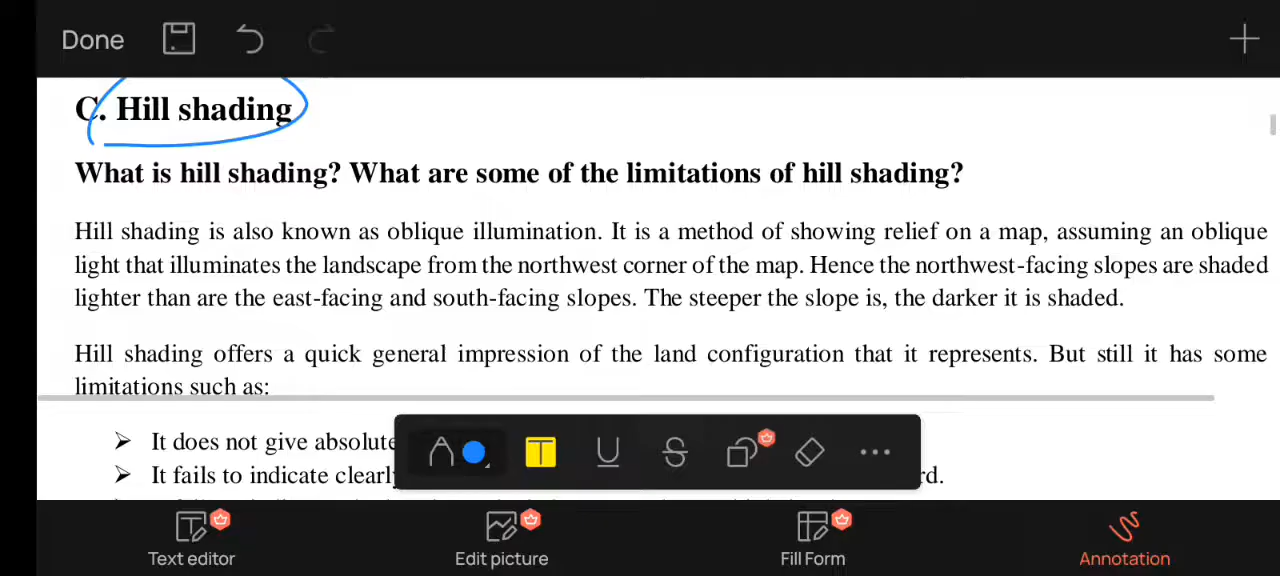 Done
C. Hill shading
What is hill shading? What are some of the limitations of hill shading?
Hill shading is also known as oblique illumination. It is a method of showing relief on a map, assuming an oblique
light that illuminates the landscape from the northwest corner of the map. Hence the northwest-facing slopes are shaded
lighter than are the east-facing and south-facing slopes. The steeper the slope is, the darker it is shaded.
Hill shading offers a quick general impression of the land configuration that it represents. But still it has some
limitations such as:
➤ It does not give absolute
➤ It fails to indicate clearly
Text editor
Edit picture
Fill Form
Annotation